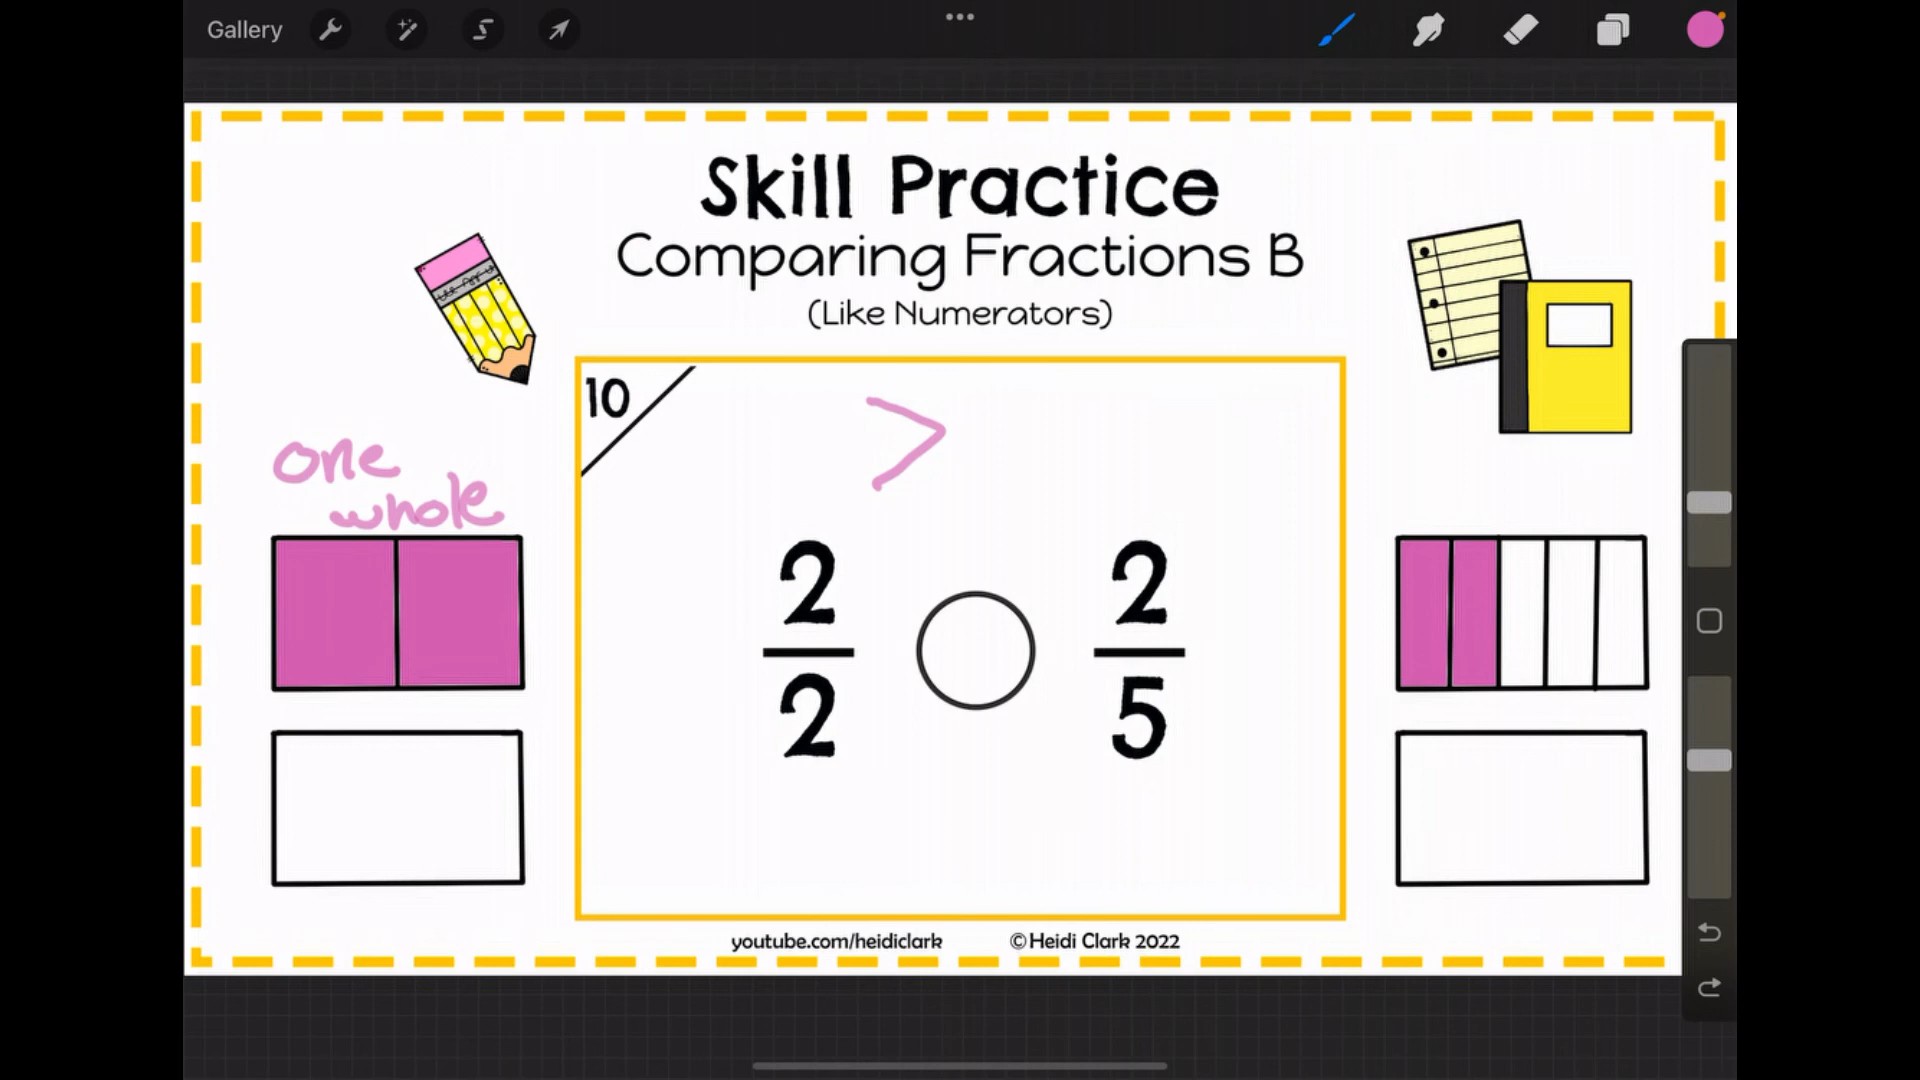 Gallery
Skill Practice
Comparing Fractions B
(Like Numerators)
10
>
one
whole
2 2
2 5
youtube.com/heidiclark ©Heidi Clark 2022